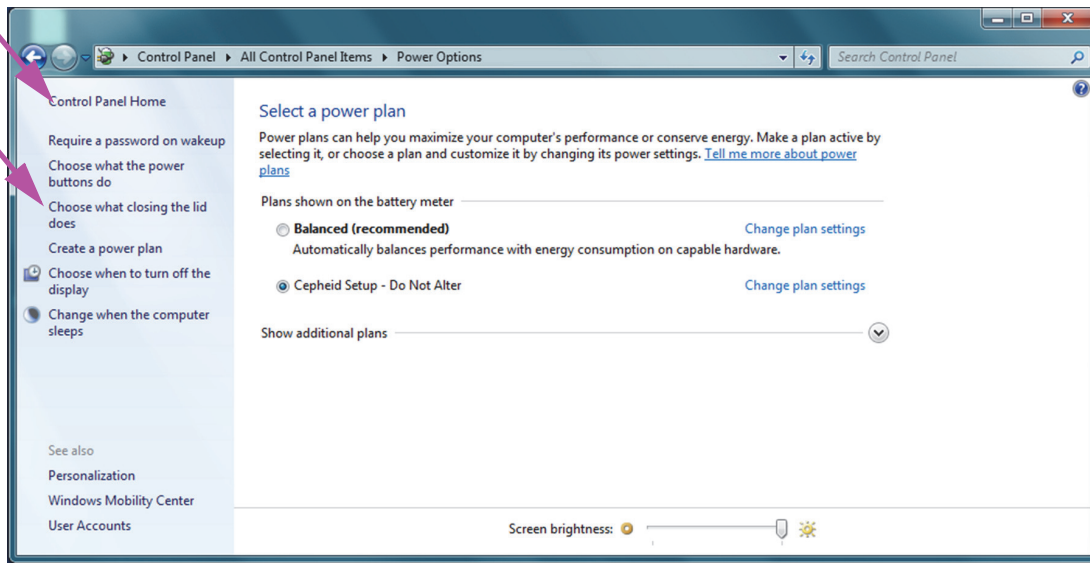 Control Panel ▸ All Control Panel Items ▸ Power Options
Search Control Panel
Control Panel Home
Require a password on wakeup
Choose what the power
buttons do
Choose what closing the lid
does
Create a power plan
Choose when to turn off the
display
Change when the computer
sleeps
See also
Personalization
Windows Mobility Center
User Accounts
Select a power plan
Power plans can help you maximize your computer's performance or conserve energy. Make a plan active by
selecting it, or choose a plan and customize it by changing its power settings. Tell me more about power
plans
Plans shown on the battery meter
Balanced (recommended) Change plan settings
Automatically balances performance with energy consumption on capable hardware.
Cepheid Setup - Do Not Alter Change plan settings
Show additional plans
Screen brightness: